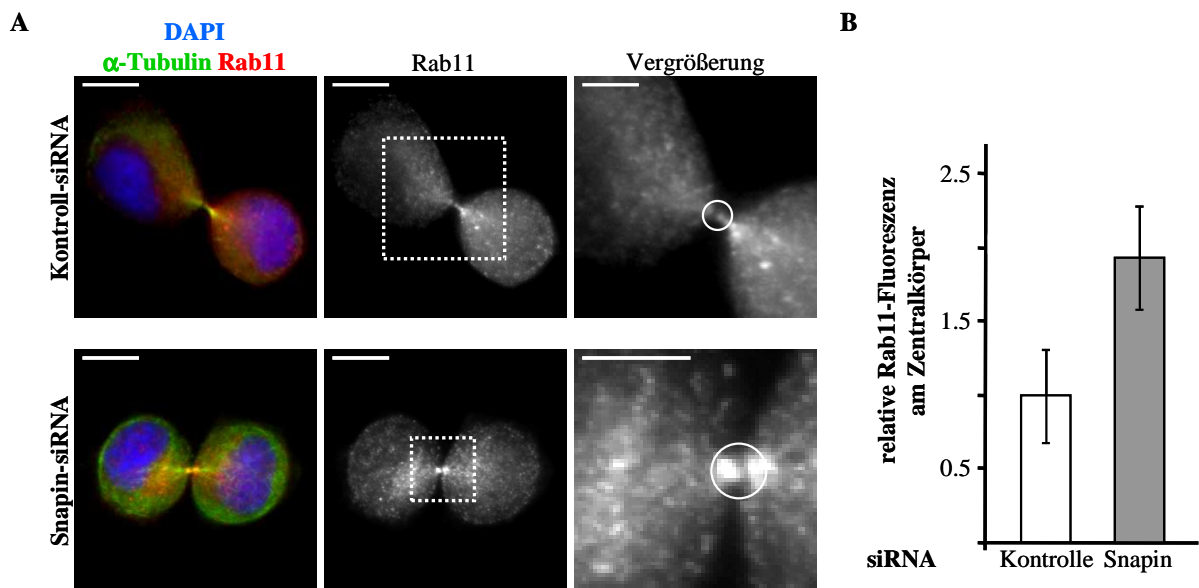 A
DAPI
α-Tubulin Rab11
Rab11
Vergrößerung
Kontroll-siRNA
Snapin-siRNA
B
relative Rab11-Fluoreszenz
am Zentralkörper
2.5
1.5
0.5
siRNA Kontrolle Snapin